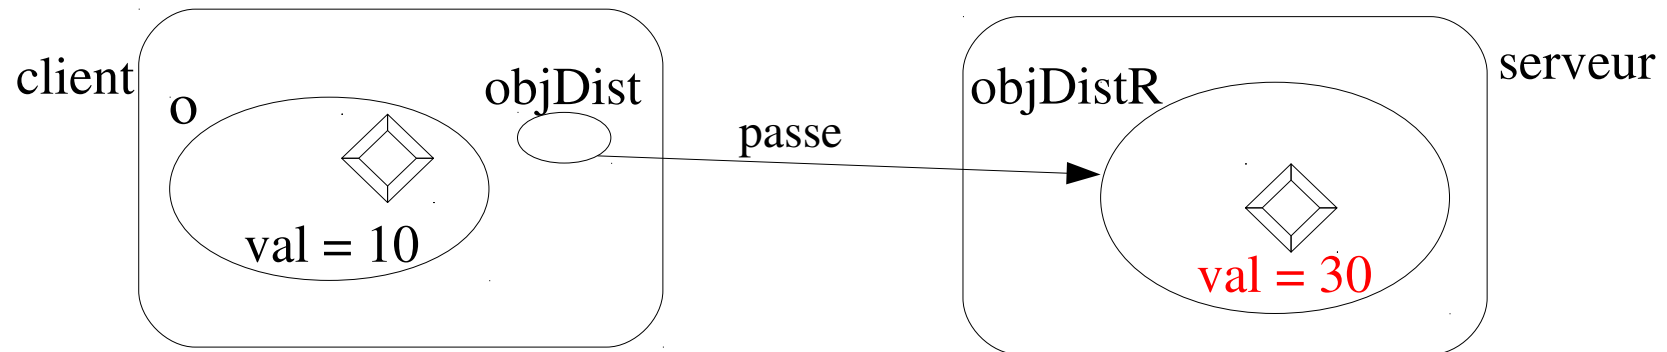 client
o
objDist
val = 10
passe
objDistR
serveur
val = 30